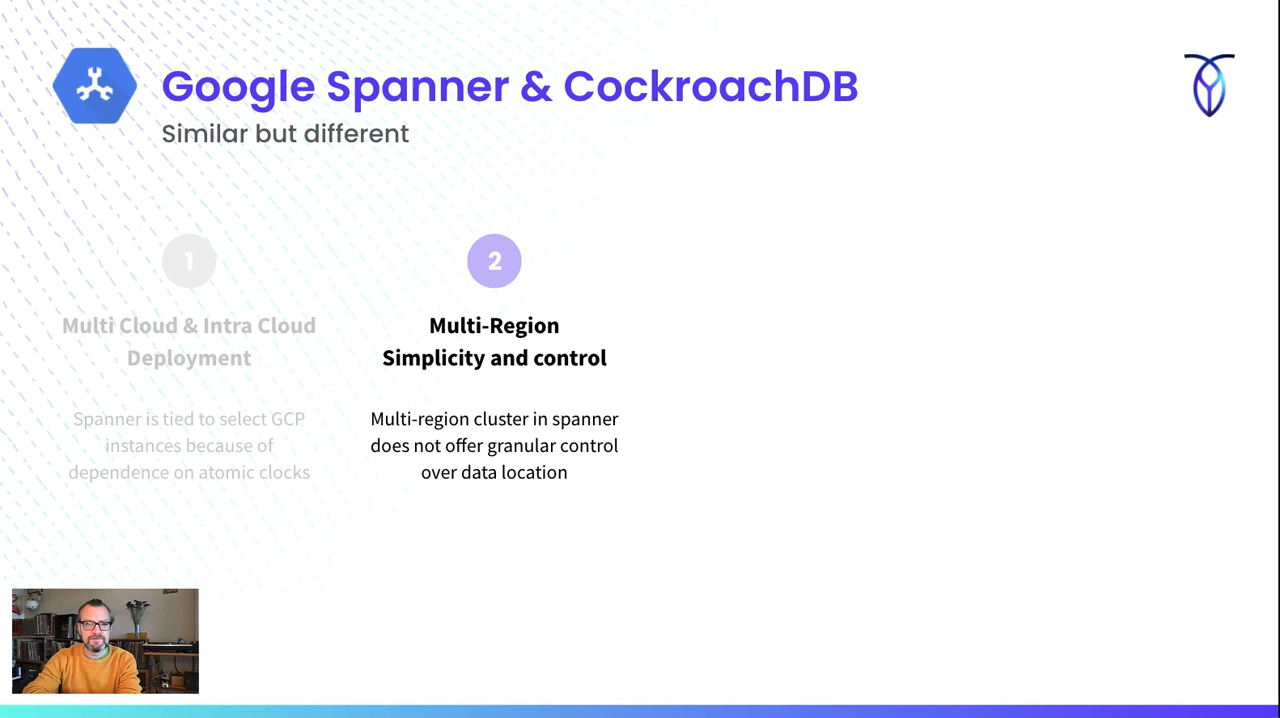 Google Spanner & CockroachDB
Similar but different
1
Multi Cloud & Intra Cloud
Deployment
Spanner is tied to select GCP
instances because of
dependence on atomic clocks
2
Multi-Region
Simplicity and control
Multi-region cluster in spanner
does not offer granular control
over data location